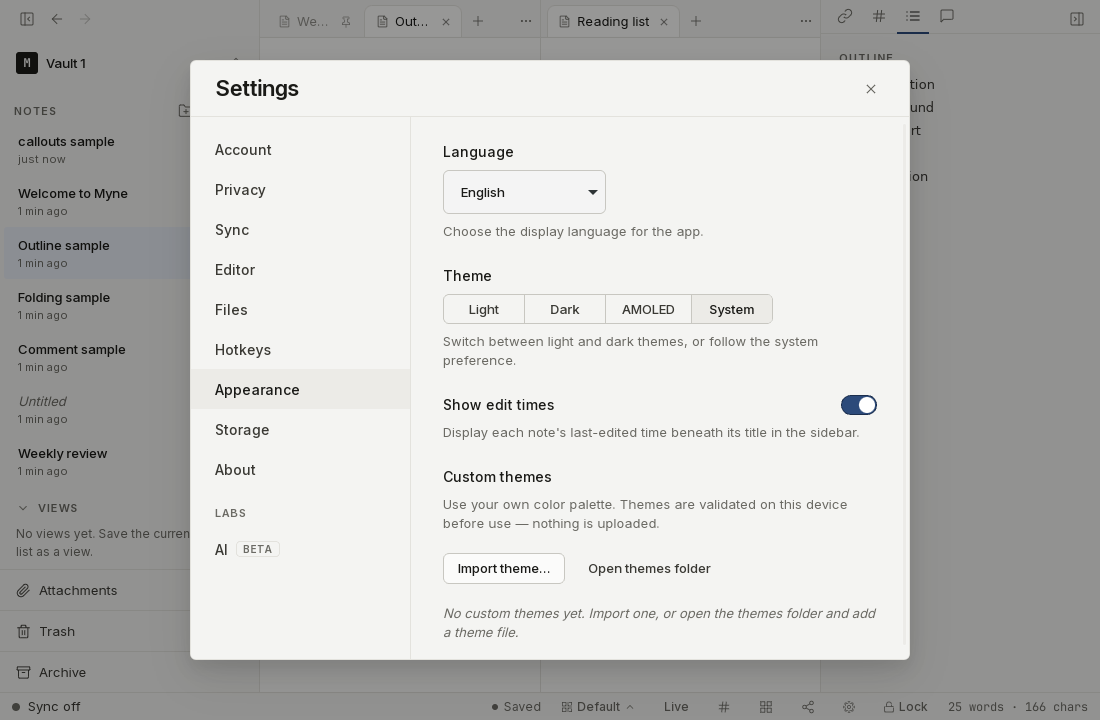 We...
Out...
Reading list
M
Vault 1
NOTES
callouts sample
just now
Welcome to Myne
1 min ago
Outline sample
1 min ago
Folding sample
1 min ago
Comment sample
1 min ago
Untitled
1 min ago
Weekly review
1 min ago
VIEWS
No views yet. Save the curren
list as a view.
Attachments
Trash
Archive
Settings
Account
Privacy
Sync
Editor
Files
Hotkeys
Appearance
Storage
About
LABS
AI BETA
Language
English
Choose the display language for the app.
Theme
Light Dark AMOLED System
Switch between light and dark themes, or follow the system
preference.
Show edit times
Display each note's last-edited time beneath its title in the sidebar.
Custom themes
Use your own color palette. Themes are validated on this device
before use — nothing is uploaded.
Import theme... Open themes folder
No custom themes yet. Import one, or open the themes folder and add
a theme file.
OUTLINE
tion
und
rt
ion
Sync off
Saved
Default
Live
Lock
25 words · 166 chars